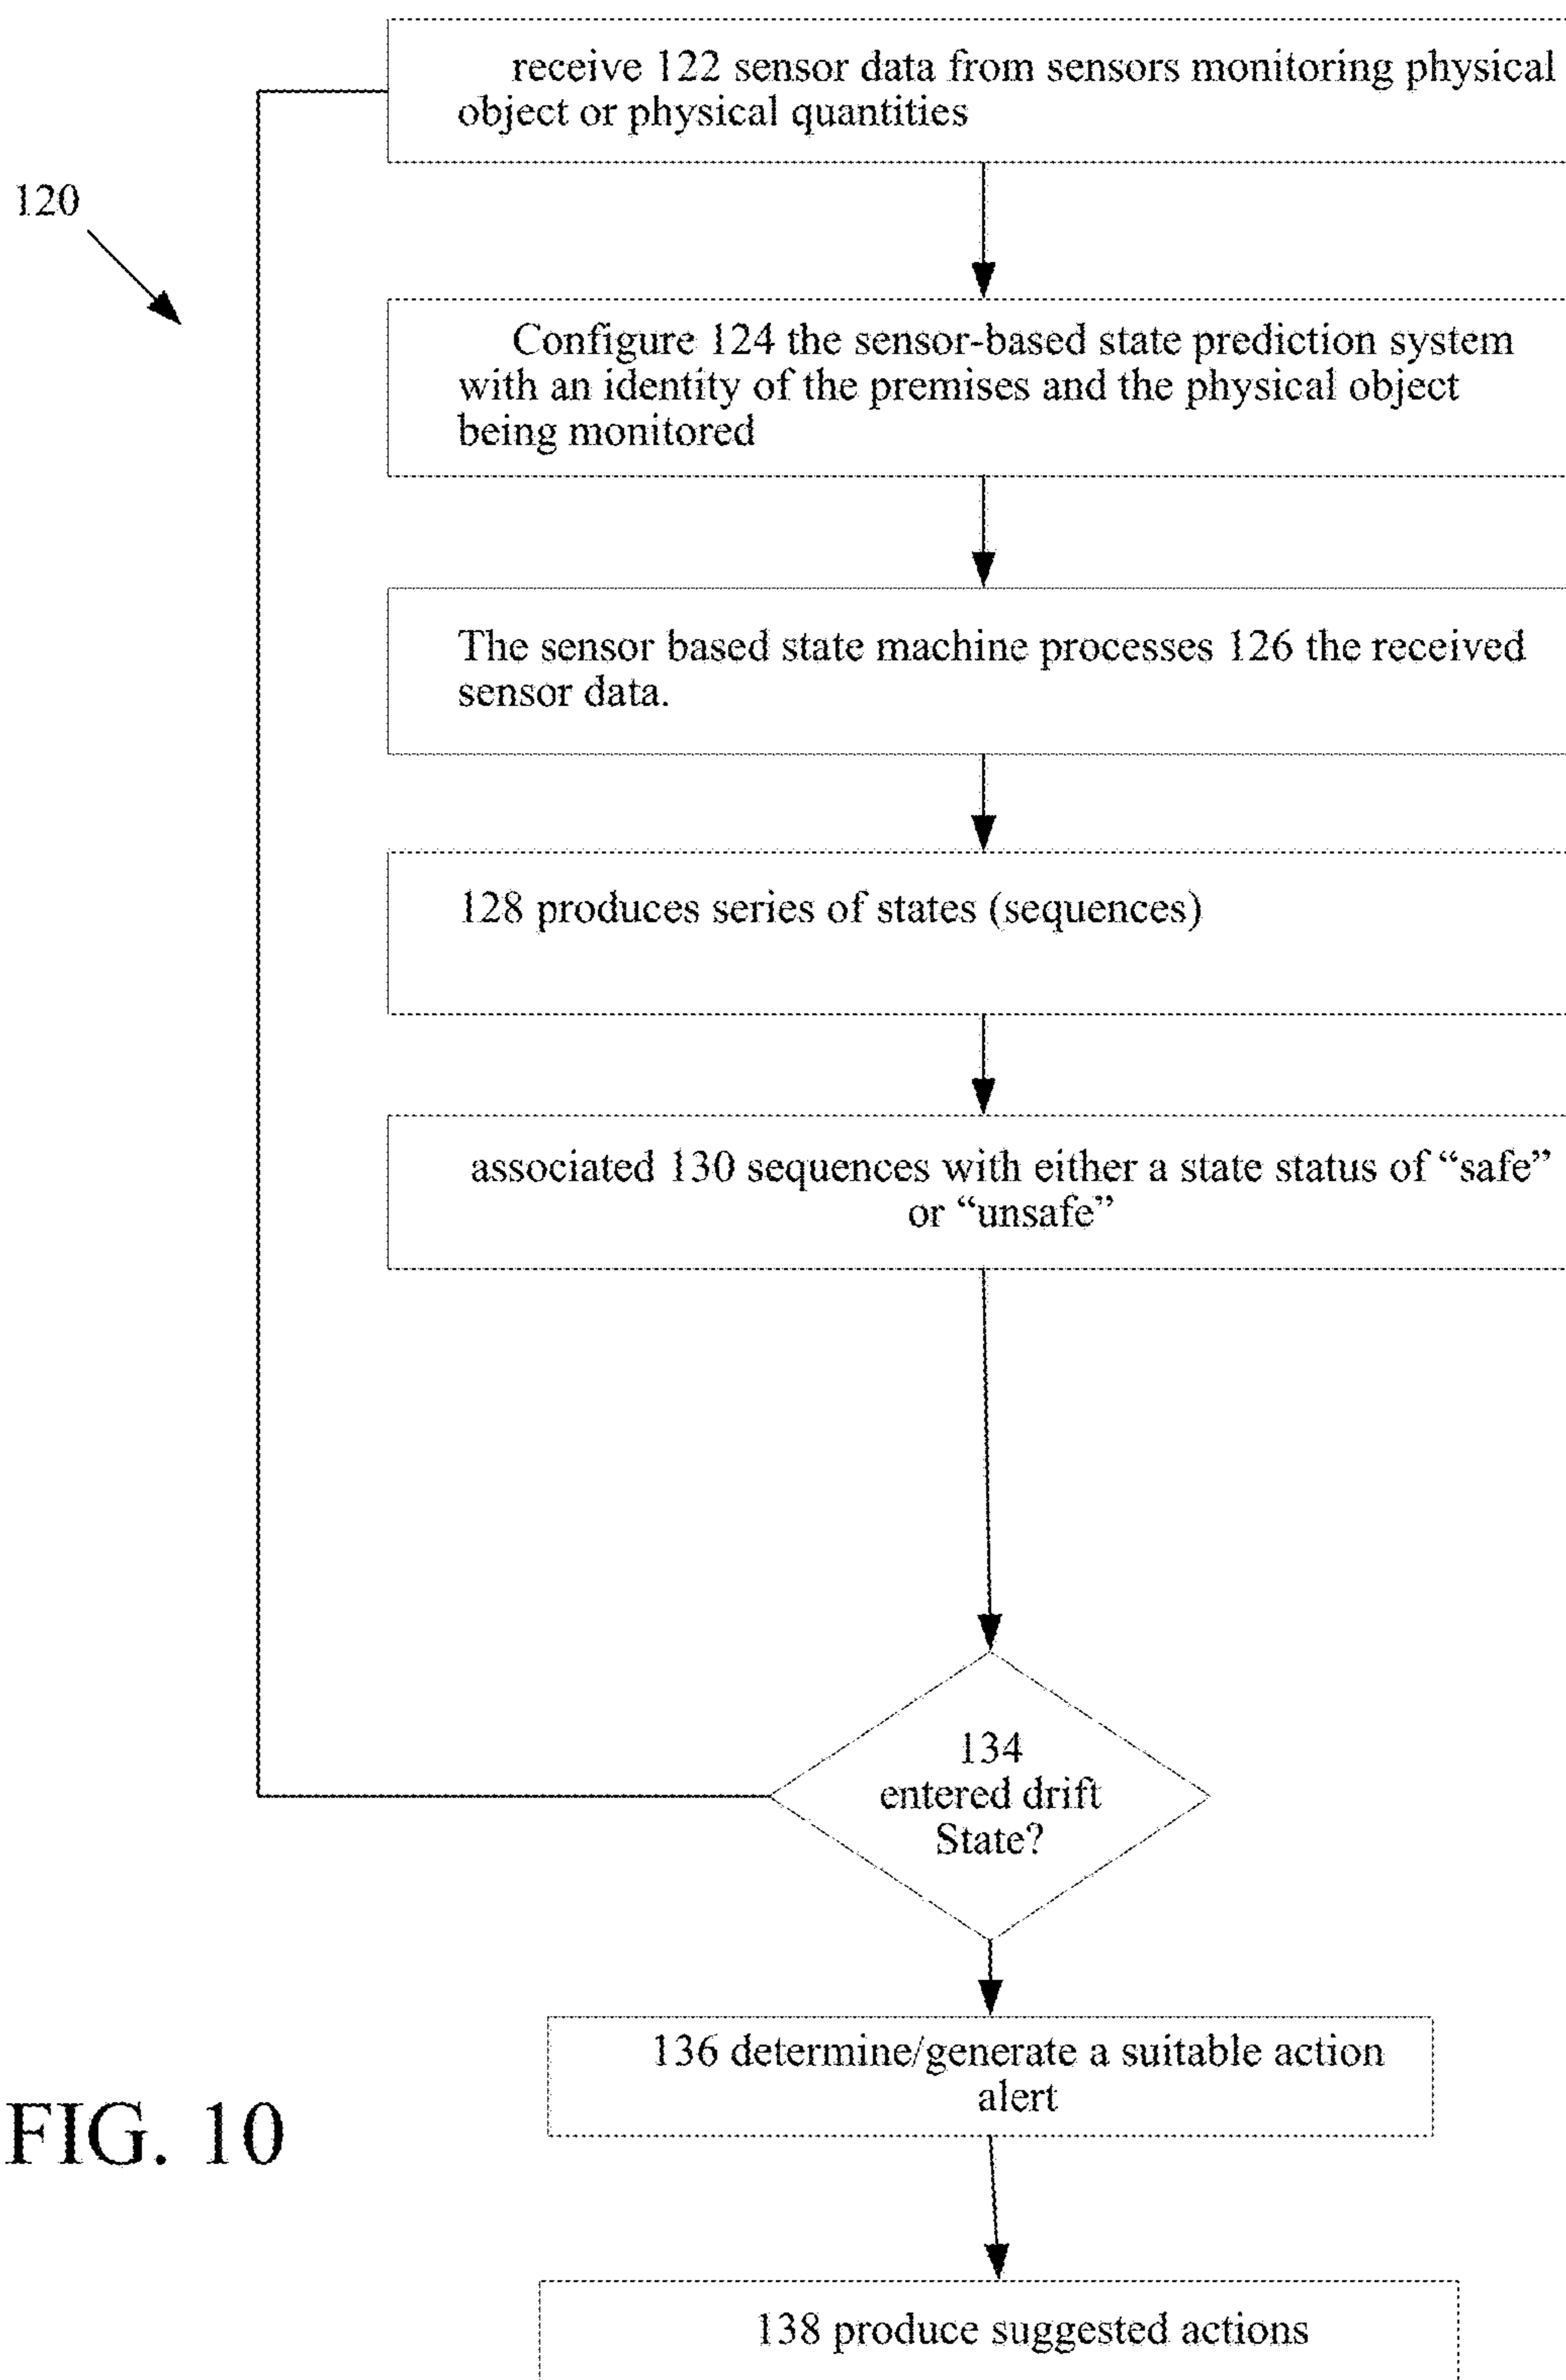 receive 122 sensor data from sensors monitoring physical
object or physical quantities
120
Configure 124 the sensor-based state prediction system
with an identity of the premises and the physical object
being monitored
The sensor based state machine processes 126 the received
sensor data.
128 produces series of states (sequences)
associated 130 sequences with either a state status of “safe”
or “unsafe”
134
entered drift
State?
136 determine/generate a suitable action
alert
FIG. 10
138 produce suggested actions